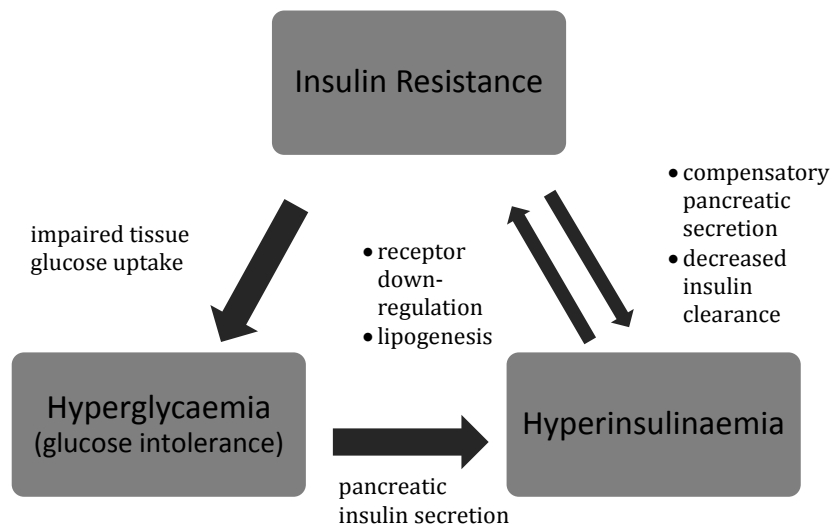 Insulin Resistance
impaired tissue
glucose uptake
• receptor
down-
regulation
• lipogenesis
• compensatory
pancreatic
secretion
• decreased
insulin
clearance
Hyperglycaemia
(glucose intolerance)
Hyperinsulinaemia
pancreatic
insulin secretion